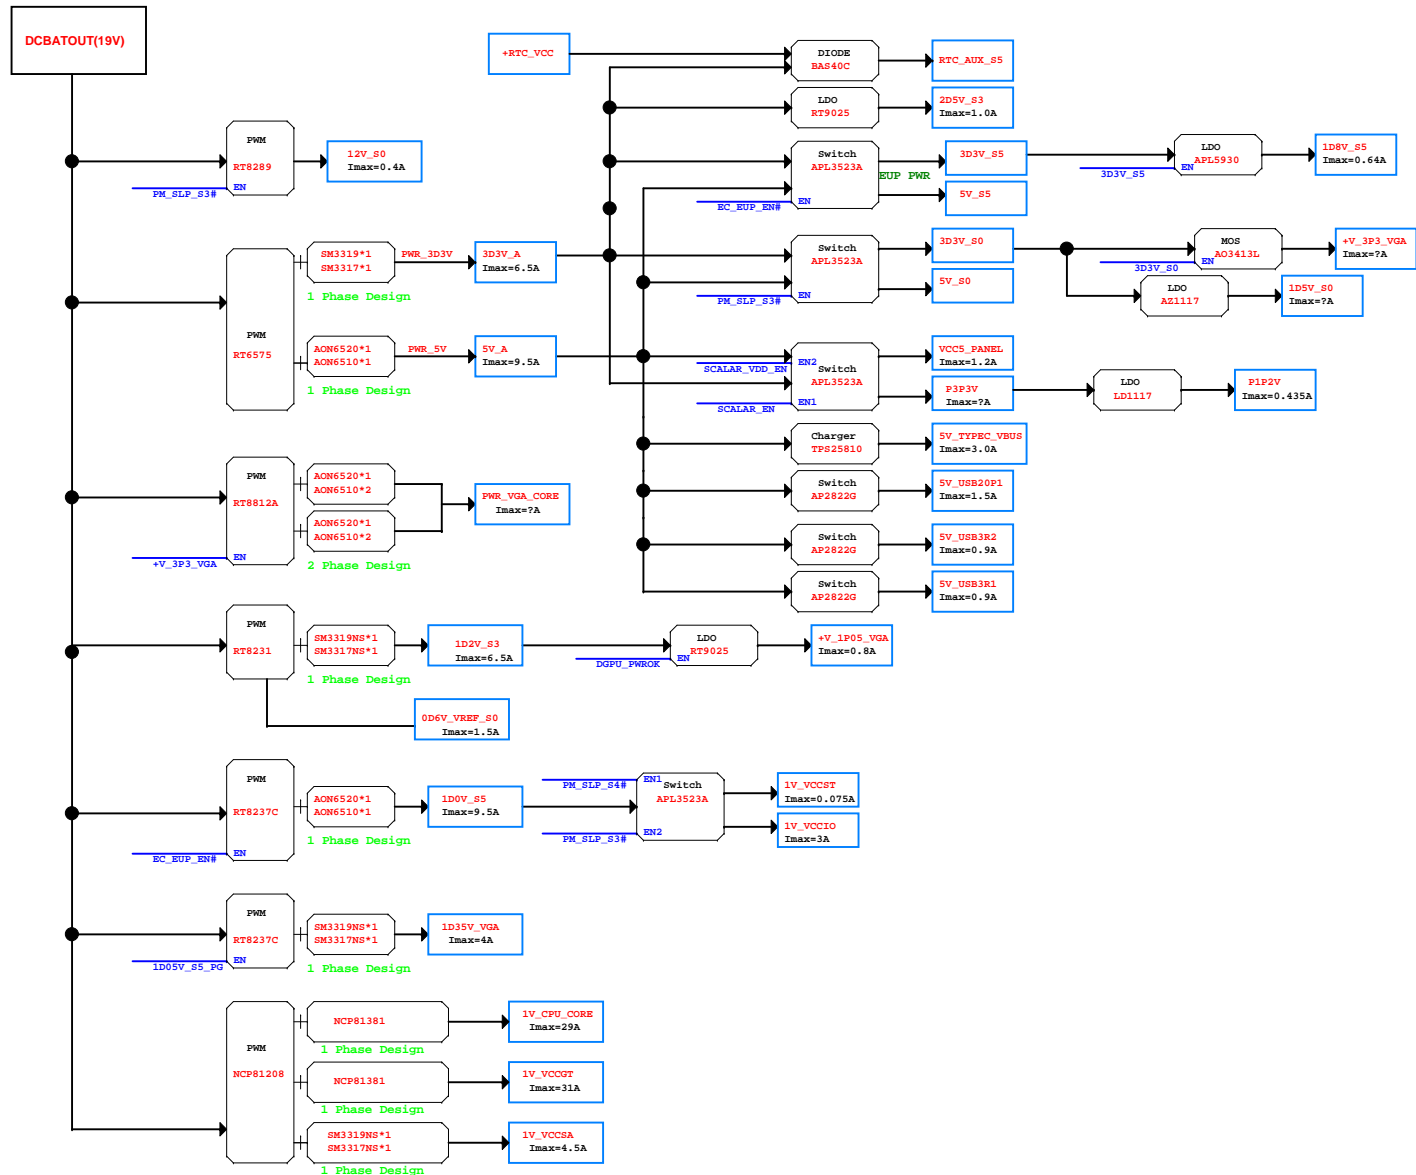 DCBATOUT(19V)
PWM
RT8289
EN
PM_SLP_S3#
12V_S0
Imax=0.4A
PWM
RT6575
SM3319*1
SM3317*1
1 Phase Design
PWR_3D3V
3D3V_A
Imax=6.5A
AON6520*1
AON6510*1
1 Phase Design
PWR_5V
5V_A
Imax=9.5A
+RTC_VCC
DIODE
BAS40C
RTC_AUX_S5
LDO
RT9025
2D5V_S3
Imax=1.0A
Switch
APL3523A
EN
EC_EUP_EN#
3D3V_S5
EUP PWR
5V_S5
3D3V_S5
LDO
APL5930
EN
1D8V_S5
Imax=0.64A
Switch
APL3523A
EN
PM_SLP_S3#
3D3V_S0
5V_S0
3D3V_S0
MOS
AO3413L
EN
+V_3P3_VGA
Imax=?A
LDO
AZ1117
1D5V_S0
Imax=?A
SCALAR_VDD_EN
EN2
Switch
APL3523A
EN1
SCALAR_EN
VCC5_PANEL
Imax=1.2A
P3P3V
Imax=?A
LDO
LD1117
P1P2V
Imax=0.435A
Charger
TPS25810
5V_TYPEC_VBUS
Imax=3.0A
Switch
AP2822G
5V_USB20P1
Imax=1.5A
Switch
AP2822G
5V_USB3R2
Imax=0.9A
Switch
AP2822G
5V_USB3R1
Imax=0.9A
PWM
RT8812A
EN
+V_3P3_VGA
AON6520*1
AON6510*2
AON6520*1
AON6510*2
2 Phase Design
PWR_VGA_CORE
Imax=?A
PWM
RT8231
SM3319NS*1
SM3317NS*1
1 Phase Design
1D2V_S3
Imax=6.5A
DGPU_PWROK
LDO
RT9025
EN
+V_1P05_VGA
Imax=0.8A
0D6V_VREF_S0
Imax=1.5A
PWM
RT8237C
EN
EC_EUP_EN#
AON6520*1
AON6510*1
1 Phase Design
1D0V_S5
Imax=9.5A
PM_SLP_S4#
EN1
Switch
APL3523A
EN2
PM_SLP_S3#
1V_VCCST
Imax=0.075A
1V_VCCIO
Imax=3A
PWM
RT8237C
EN
1D05V_S5_PG
SM3319NS*1
SM3317NS*1
1 Phase Design
1D35V_VGA
Imax=4A
PWM
NCP81208
NCP81381
1 Phase Design
1V_CPU_CORE
Imax=29A
NCP81381
1 Phase Design
1V_VCCGT
Imax=31A
SM3319NS*1
SM3317NS*1
1 Phase Design
1V_VCCSA
Imax=4.5A